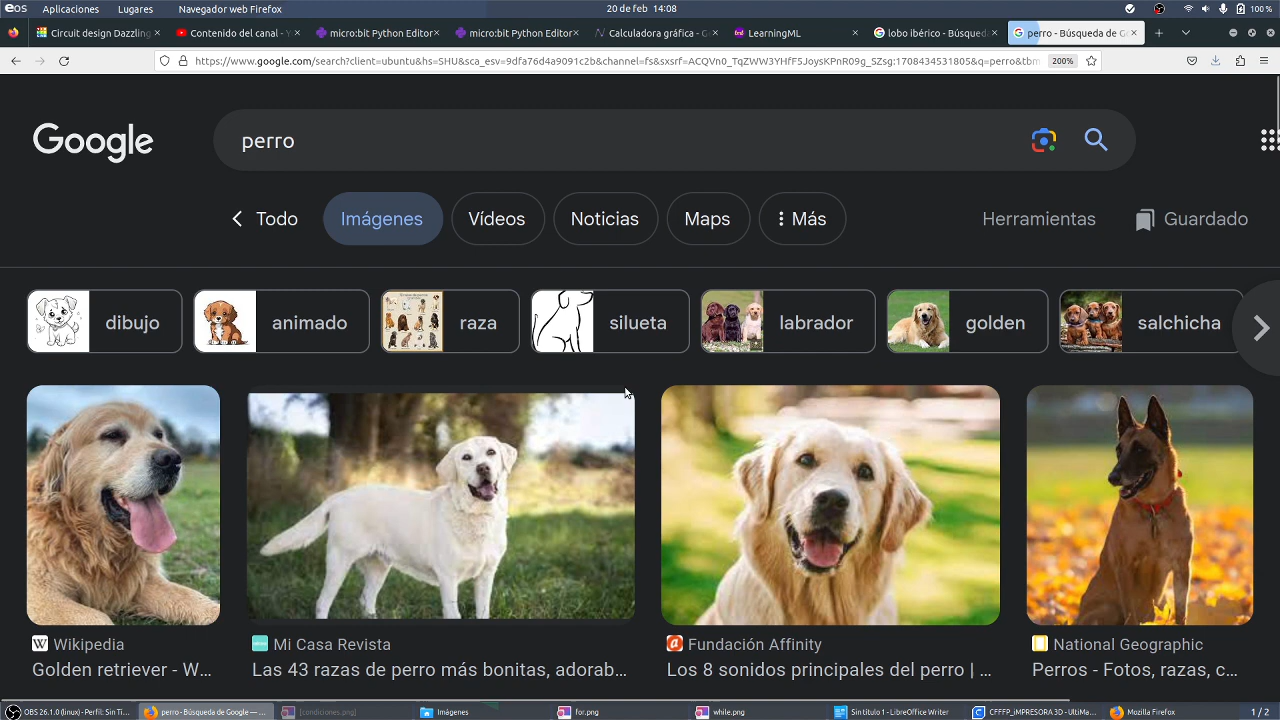 eos Aplicaciones Lugares Navegador web Firefox 20 de feb 14:08 100 %
Circuit design Dazzling Contenido del canal - Y micro:bit Python Editor micro:bit Python Editor Calculadora gráfica - G LearningML lobo ibérico - Búsqued perro - Búsqueda de G
https://www.google.com/search?client=ubuntu&hs=SHU&sca_esv=9dfa76d4a9091c2b&channel=fs&sxsrf=ACQVn0_TqZWW3YHfFSJoysKPnR09g_SZsg:1708434531805&q=perro&tbm 200%
Google perro
Todo Imágenes Vídeos Noticias Maps Más Herramientas Guardado
dibujo animado raza silueta labrador golden salchicha
W Wikipedia Mi Casa Revista Fundación Affinity National Geographic
Golden retriever - W... Las 43 razas de perro más bonitas, adorab... Los 8 sonidos principales del perro | ... Perros - Fotos, razas, c...
OBS 26.1.0 (linux) - Perfil: Sin Ti... perro - Búsqueda de Google —... [condiciones.png] Imágenes for.png while.png Sin título 1 - LibreOffice Writer CFFFP_iMPRESORA 3D - UltiMa... Mozilla Firefox 1 / 2